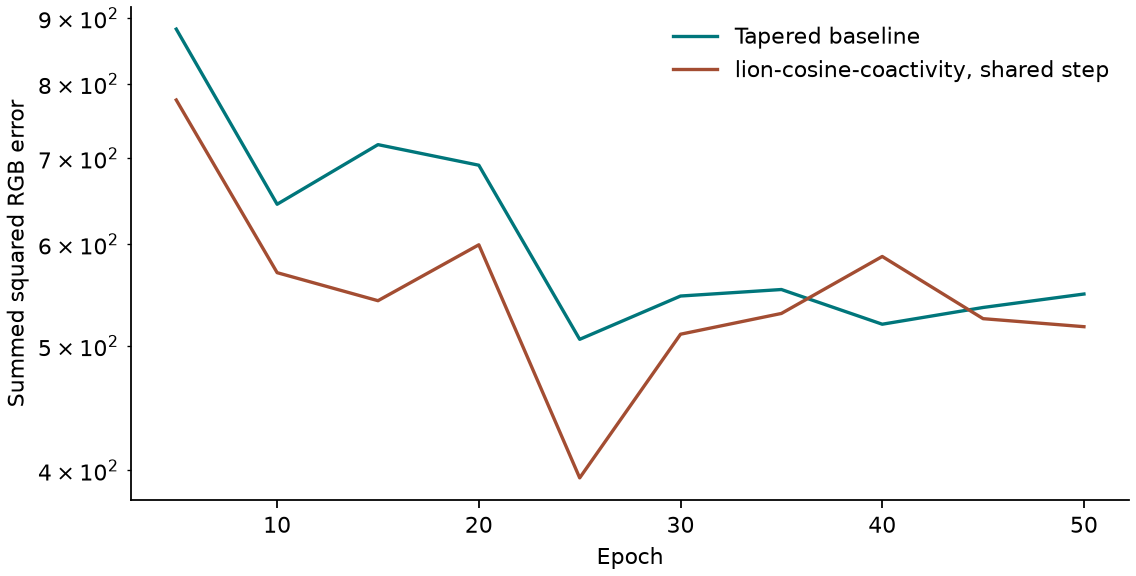 9 × 10²
8 × 10²
7 × 10²
6 × 10²
5 × 10²
4 × 10²
Summed squared RGB error
Tapered baseline
lion-cosine-coactivity, shared step
10 20 30 40 50
Epoch